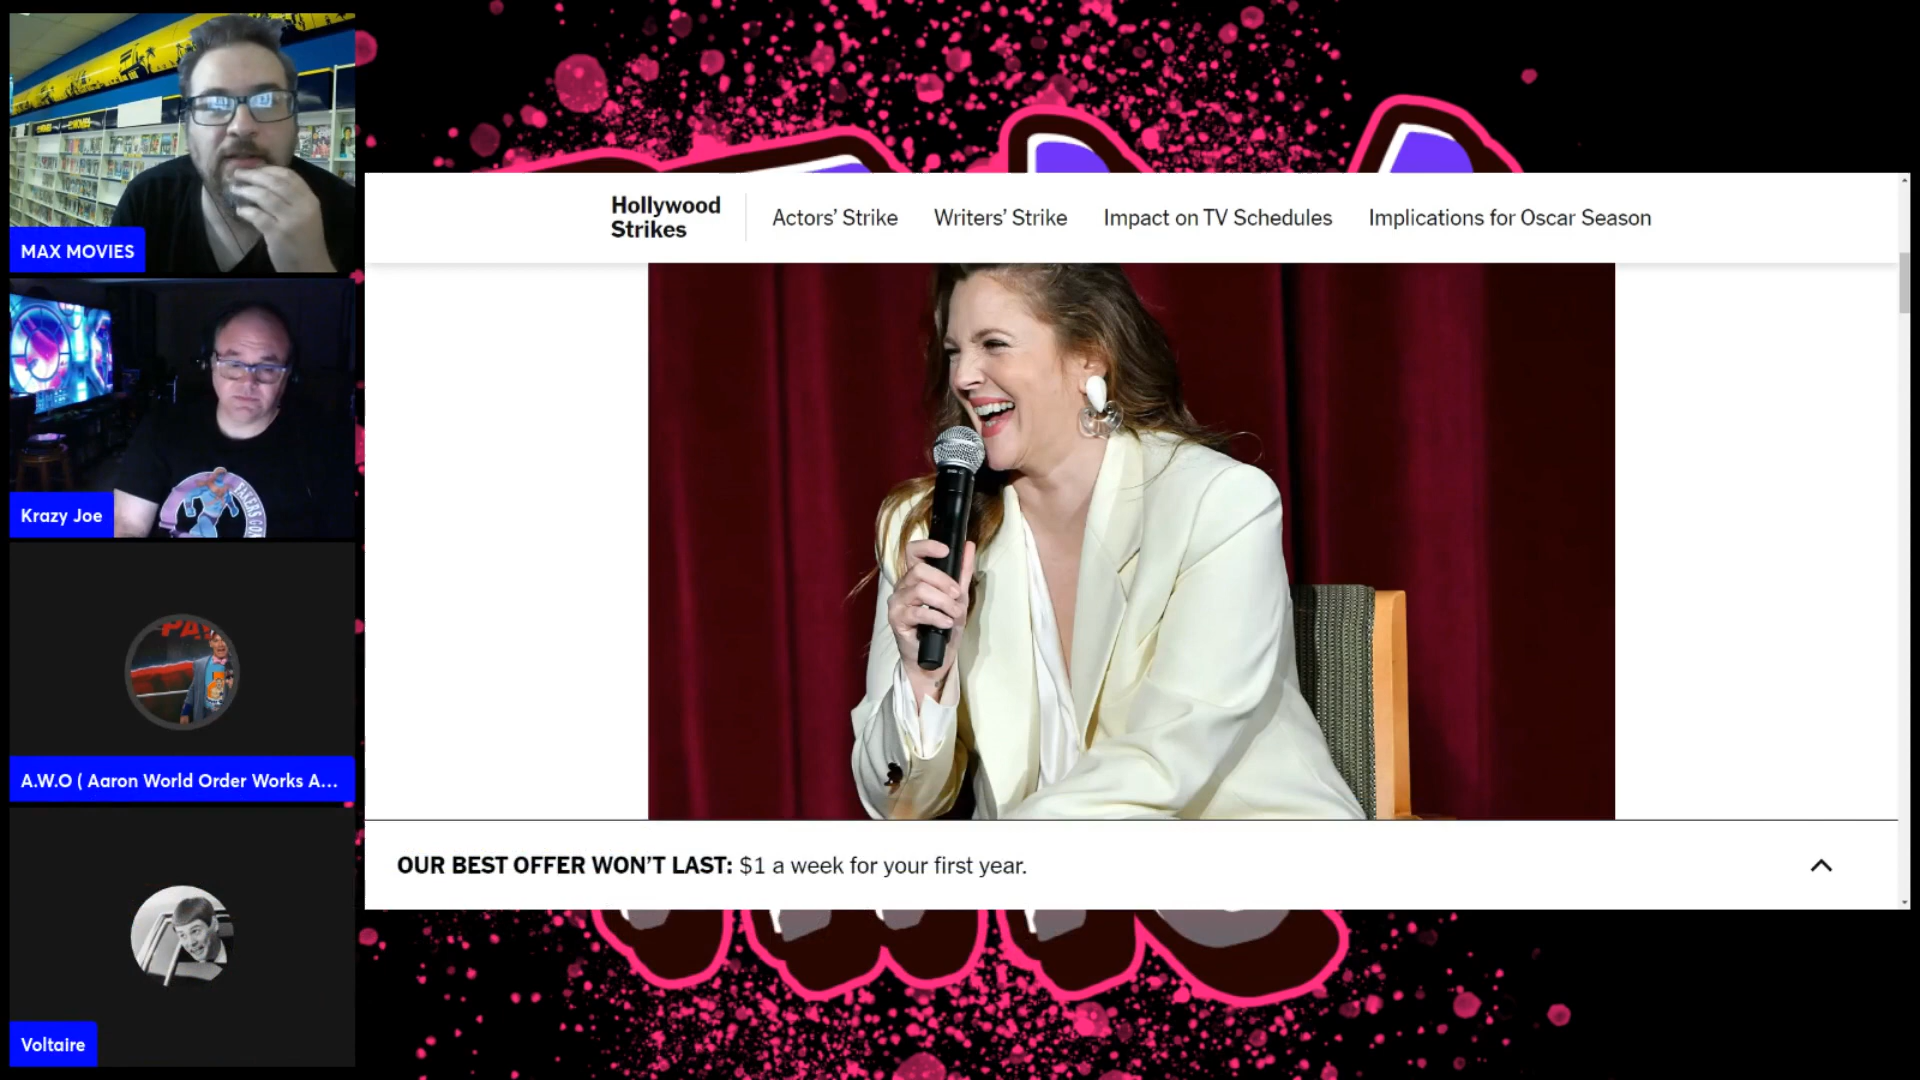 MAX MOVIES
Krazy Joe
A.W.O ( Aaron World Order Works A...
Voltaire
Hollywood
Strikes
Actors’ Strike
Writers’ Strike
Impact on TV Schedules
Implications for Oscar Season
OUR BEST OFFER WON’T LAST: $1 a week for your first year.